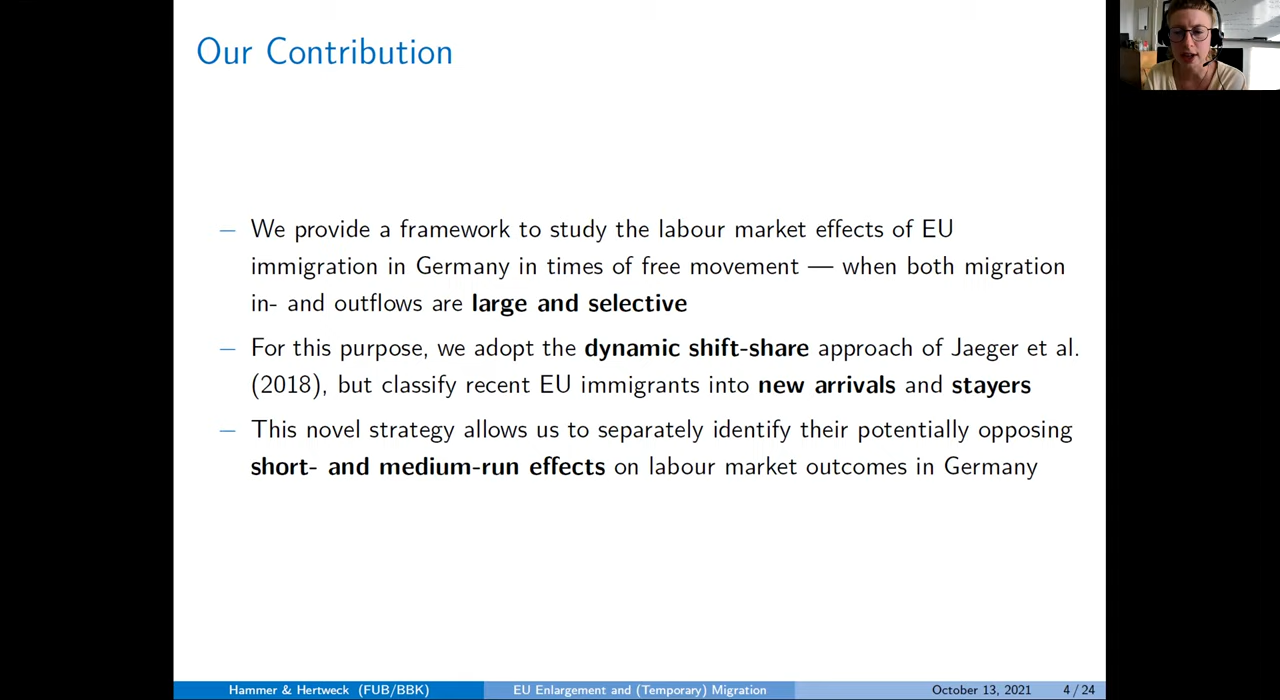 Our Contribution
– We provide a framework to study the labour market effects of EU
immigration in Germany in times of free movement — when both migration
in- and outflows are large and selective
– For this purpose, we adopt the dynamic shift-share approach of Jaeger et al.
(2018), but classify recent EU immigrants into new arrivals and stayers
– This novel strategy allows us to separately identify their potentially opposing
short- and medium-run effects on labour market outcomes in Germany
Hammer & Hertweck (FUB/BBK) EU Enlargement and (Temporary) Migration October 13, 2021 4 / 24